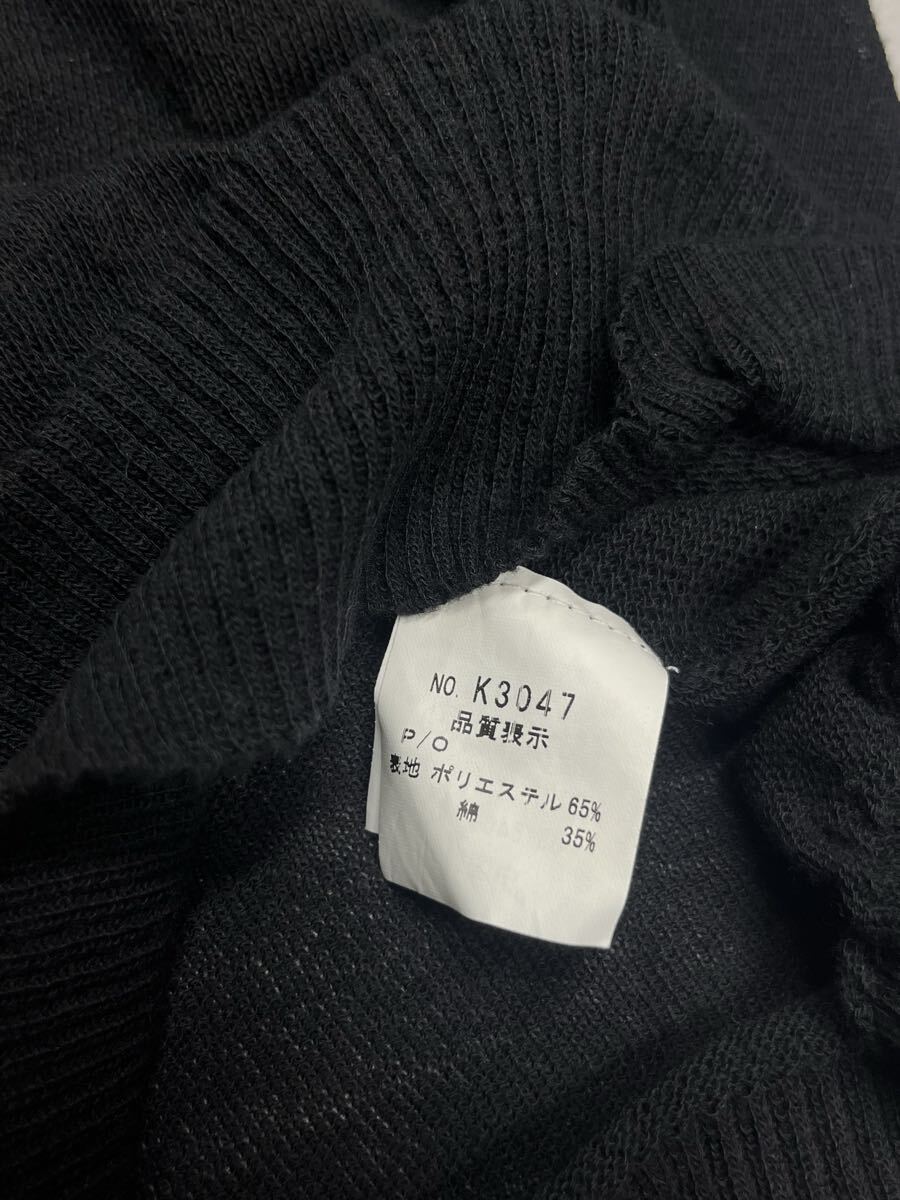 NO. K3047
品質表示
P/O
表地 ポリエステル 65%
綿 35%